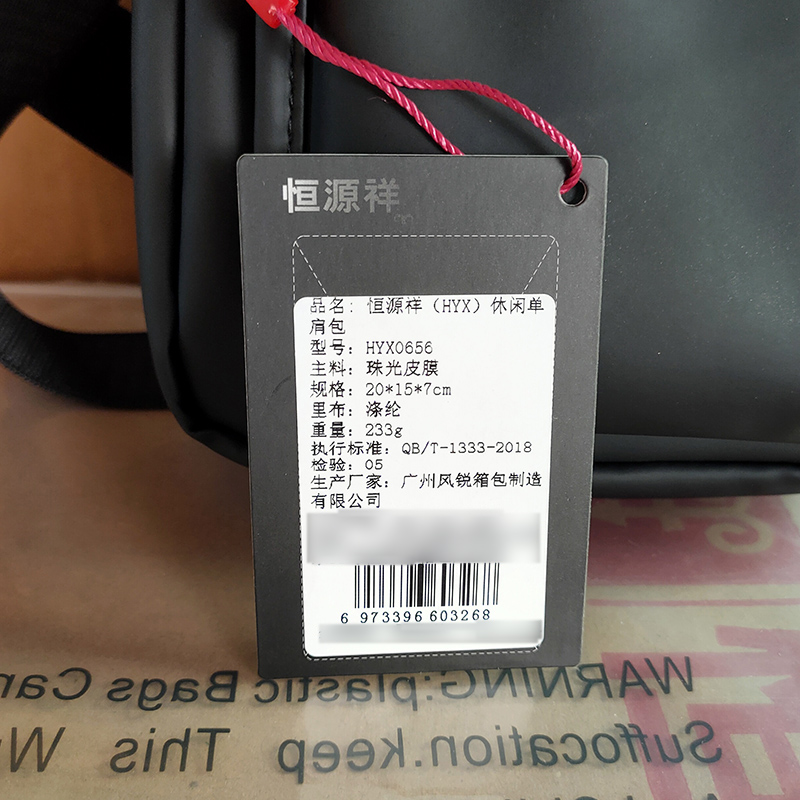 恒源祥
品名: 恒源祥 (HYX) 休闲单
肩包
型号: HYX0656
主料: 珠光皮膜
规格: 20*15*7cm
里布: 涤纶
重量: 233g
执行标准: QB/T-1333-2018
检验: 05
生产厂家: 广州风锐箱包制造
有限公司
6 973396 603268
WARNING:plastic Bags Can
Suffocation.keep This